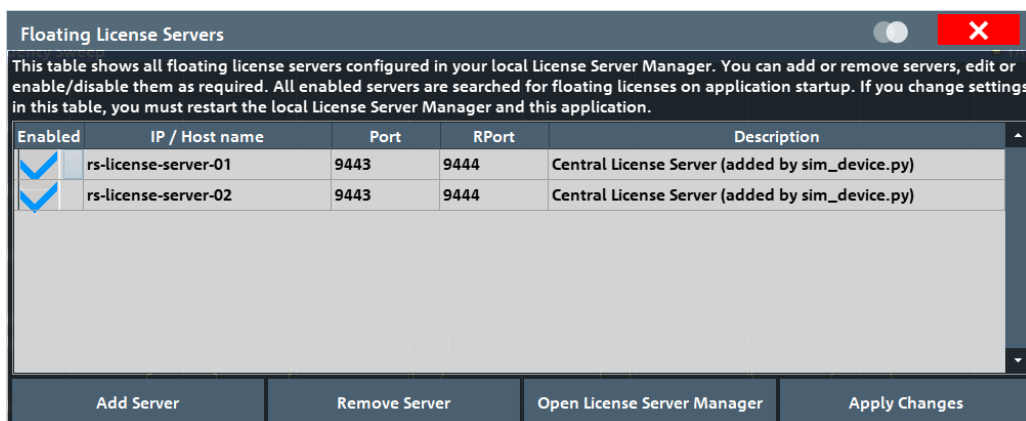 Floating License Servers
This table shows all floating license servers configured in your local License Server Manager. You can add or remove servers, edit or
enable/disable them as required. All enabled servers are searched for floating licenses on application startup. If you change settings
in this table, you must restart the local License Server Manager and this application.
Enabled IP / Host name Port RPort Description
rs-license-server-01 9443 9444 Central License Server (added by sim_device.py)
rs-license-server-02 9443 9444 Central License Server (added by sim_device.py)
Add Server Remove Server Open License Server Manager Apply Changes